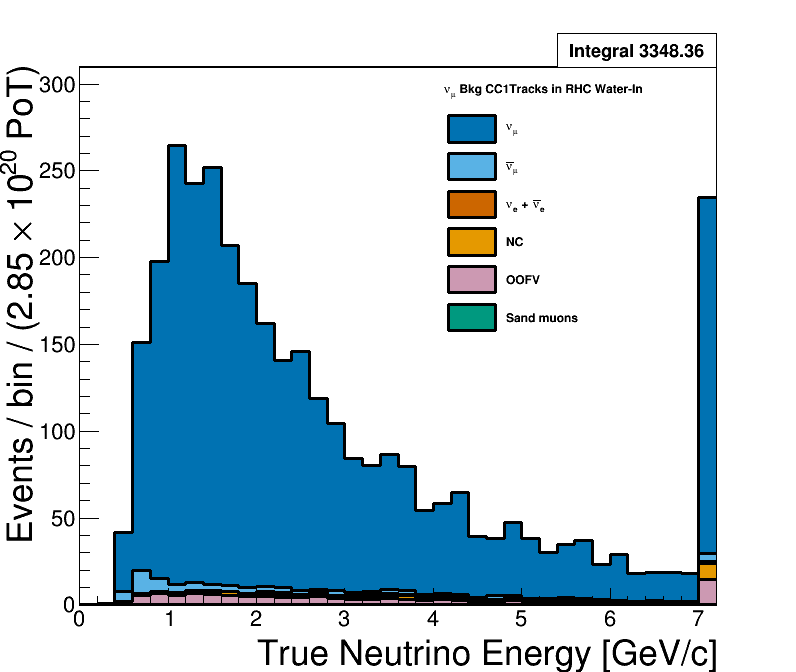 Integral 3348.36
ν_μ Bkg CC1Tracks in RHC Water-In
ν_μ
ν̅_μ
ν_e + ν̅_e
NC
OOFV
Sand muons
Events / bin / (2.85 × 10^20 PoT)
300
250
200
150
100
50
0
0 1 2 3 4 5 6 7
True Neutrino Energy [GeV/c]